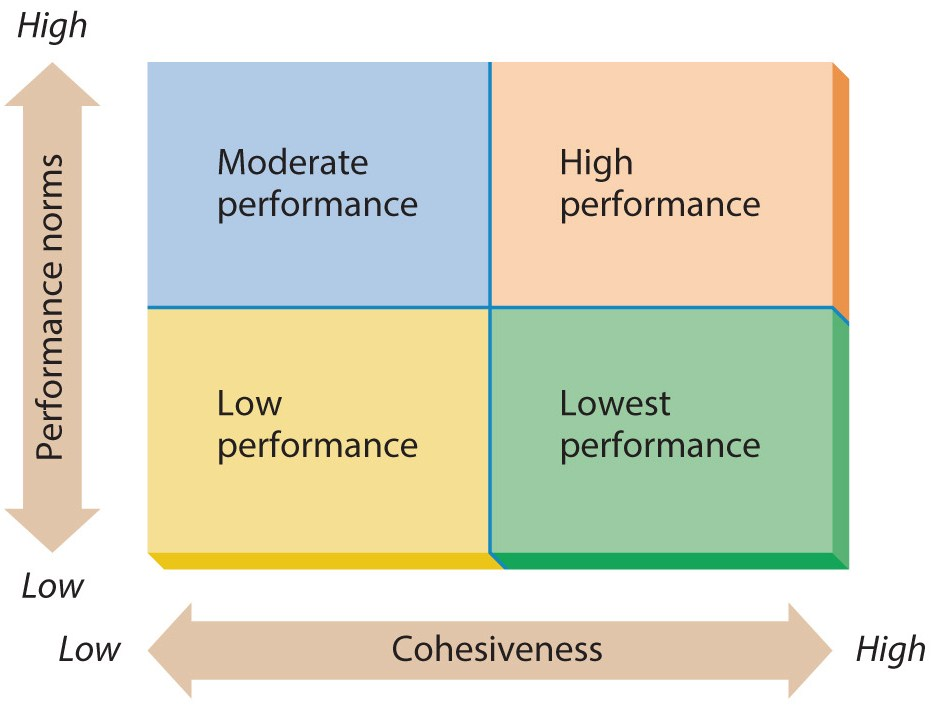 High
Performance norms
Moderate
performance
High
performance
Low
performance
Lowest
performance
Low
Low
Cohesiveness
High